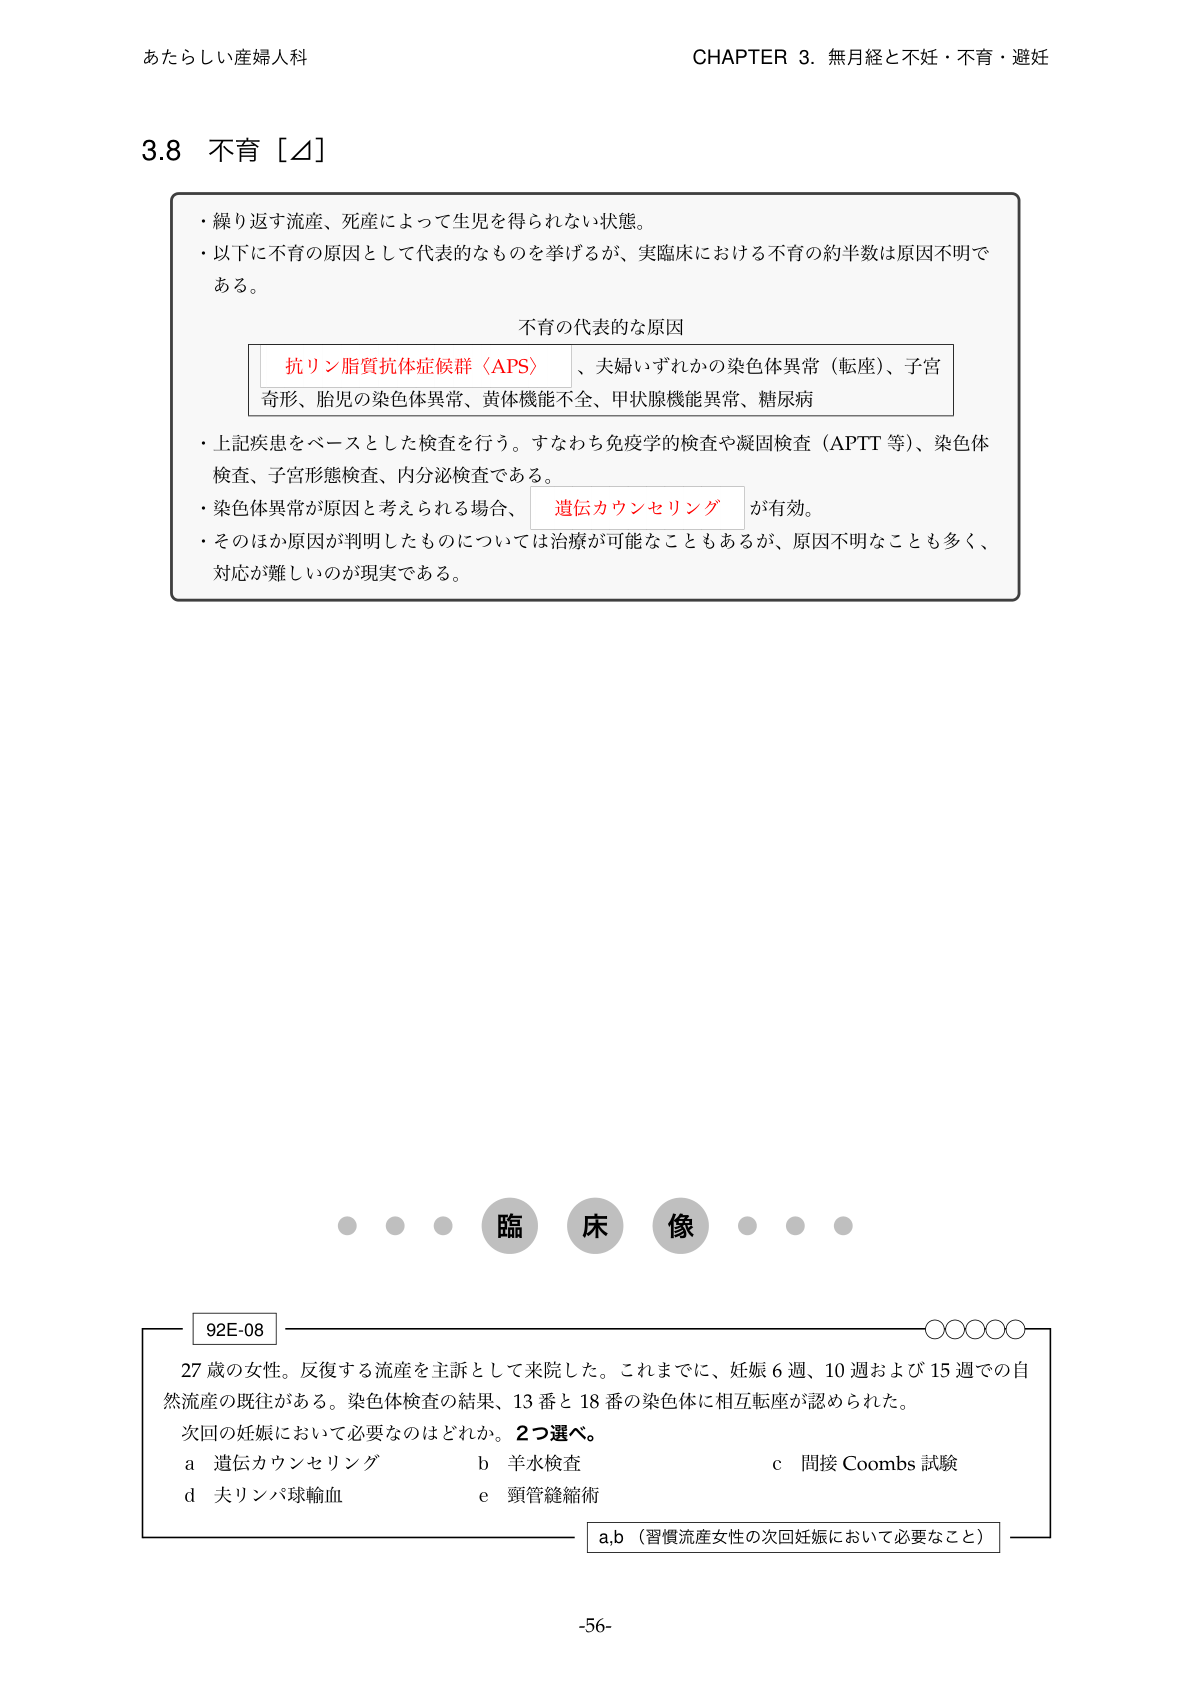 あたらしい産婦人科
CHAPTER 3. 無月経と不妊・不育・避妊
3.8 不育［⊿］
・繰り返す流産、死産によって生児を得られない状態。
・以下に不育の原因として代表的なものを挙げるが、実臨床における不育の約半数は原因不明で
ある。
不育の代表的な原因
抗リン脂質抗体症候群〈APS〉、夫婦いずれかの染色体異常（転座）、子宮
奇形、胎児の染色体異常、黄体機能不全、甲状腺機能異常、糖尿病
・上記疾患をベースとした検査を行う。すなわち免疫学的検査や凝固検査（APTT 等）、染色体
検査、子宮形態検査、内分泌検査である。
・染色体異常が原因と考えられる場合、遺伝カウンセリングが有効。
・そのほか原因が判明したものについては治療が可能なこともあるが、原因不明なことも多く、
対応が難しいのが現実である。
臨床像
92E-08
27 歳の女性。反復する流産を主訴として来院した。これまでに、妊娠 6 週、10 週および 15 週での自
然流産の既往がある。染色体検査の結果、13 番と 18 番の染色体に相互転座が認められた。
次回の妊娠において必要なのはどれか。2つ選べ。
a 遺伝カウンセリング b 羊水検査 c 間接 Coombs 試験
d 夫リンパ球輸血 e 頸管縫縮術
a,b （習慣流産女性の次回妊娠において必要なこと）
-56-